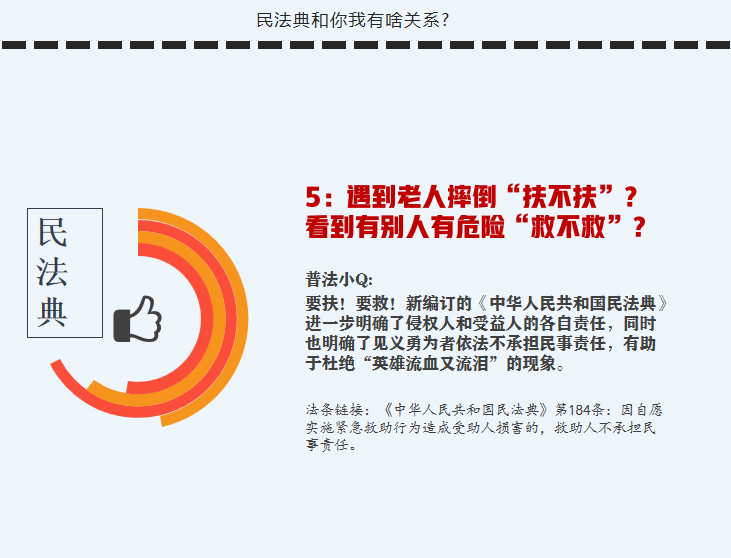 民法典和你我有啥关系?
民
法
典
5：遇到老人摔倒“扶不扶”？
看到有别人有危险“救不救”？
普法小Q:
要扶！要救！新编订的《中华人民共和国民法典》
进一步明确了侵权人和受益人的各自责任，同时
也明确了见义勇为者依法不承担民事责任，有助
于杜绝“英雄流血又流泪”的现象。
法条链接：《中华人民共和国民法典》第184条：因自愿
实施紧急救助行为造成受助人损害的，救助人不承担民
事责任。